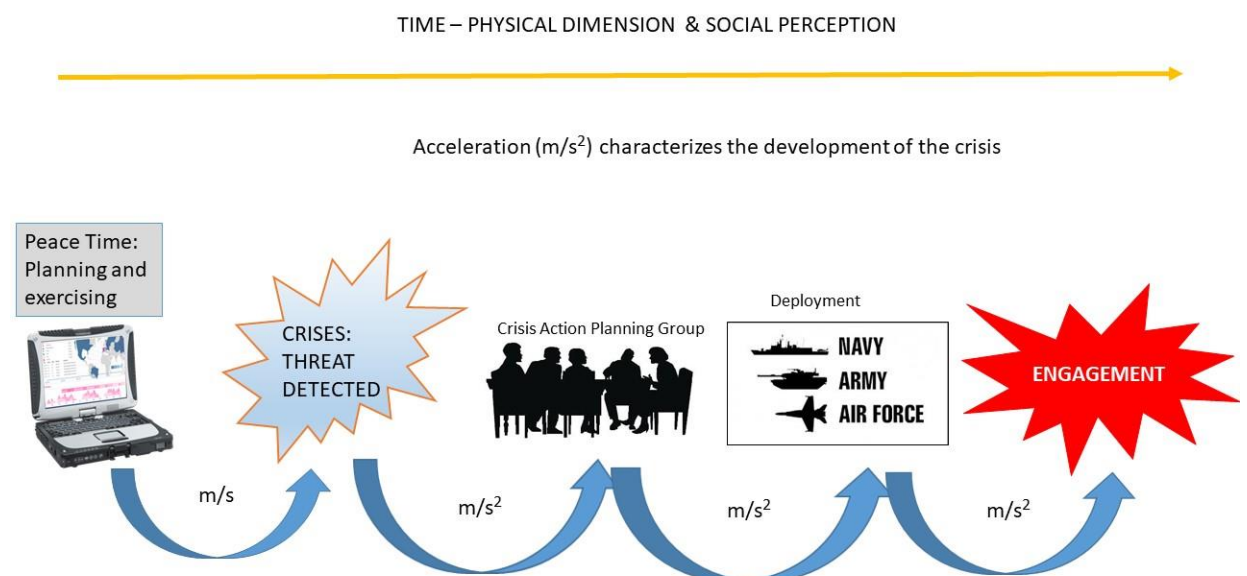 TIME – PHYSICAL DIMENSION & SOCIAL PERCEPTION
Acceleration (m/s²) characterizes the development of the crisis
Peace Time:
Planning and
exercising
CRISES:
THREAT
DETECTED
Crisis Action Planning Group
Deployment
NAVY
ARMY
AIR FORCE
ENGAGEMENT
m/s
m/s²
m/s²
m/s²